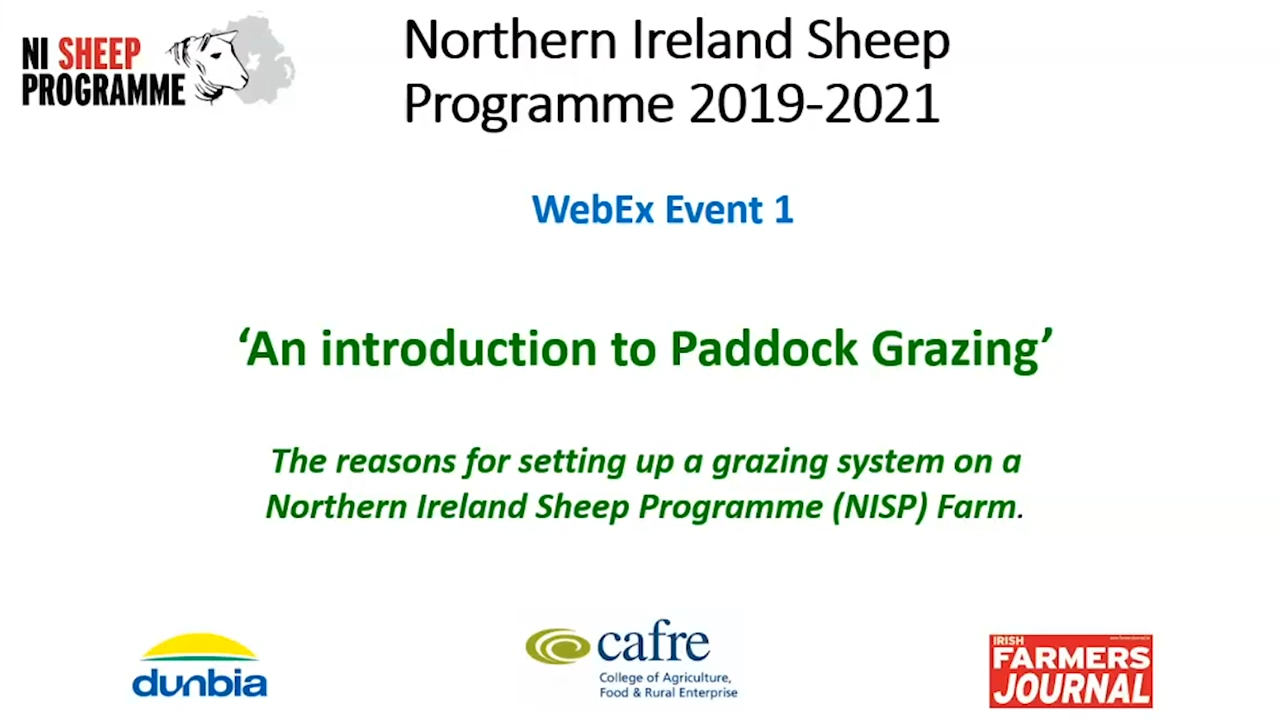 NI SHEEP
PROGRAMME
Northern Ireland Sheep
Programme 2019-2021
WebEx Event 1
‘An introduction to Paddock Grazing’
The reasons for setting up a grazing system on a
Northern Ireland Sheep Programme (NISP) Farm.
dunbia
cafre
College of Agriculture,
Food & Rural Enterprise
IRISH
FARMERS
JOURNAL